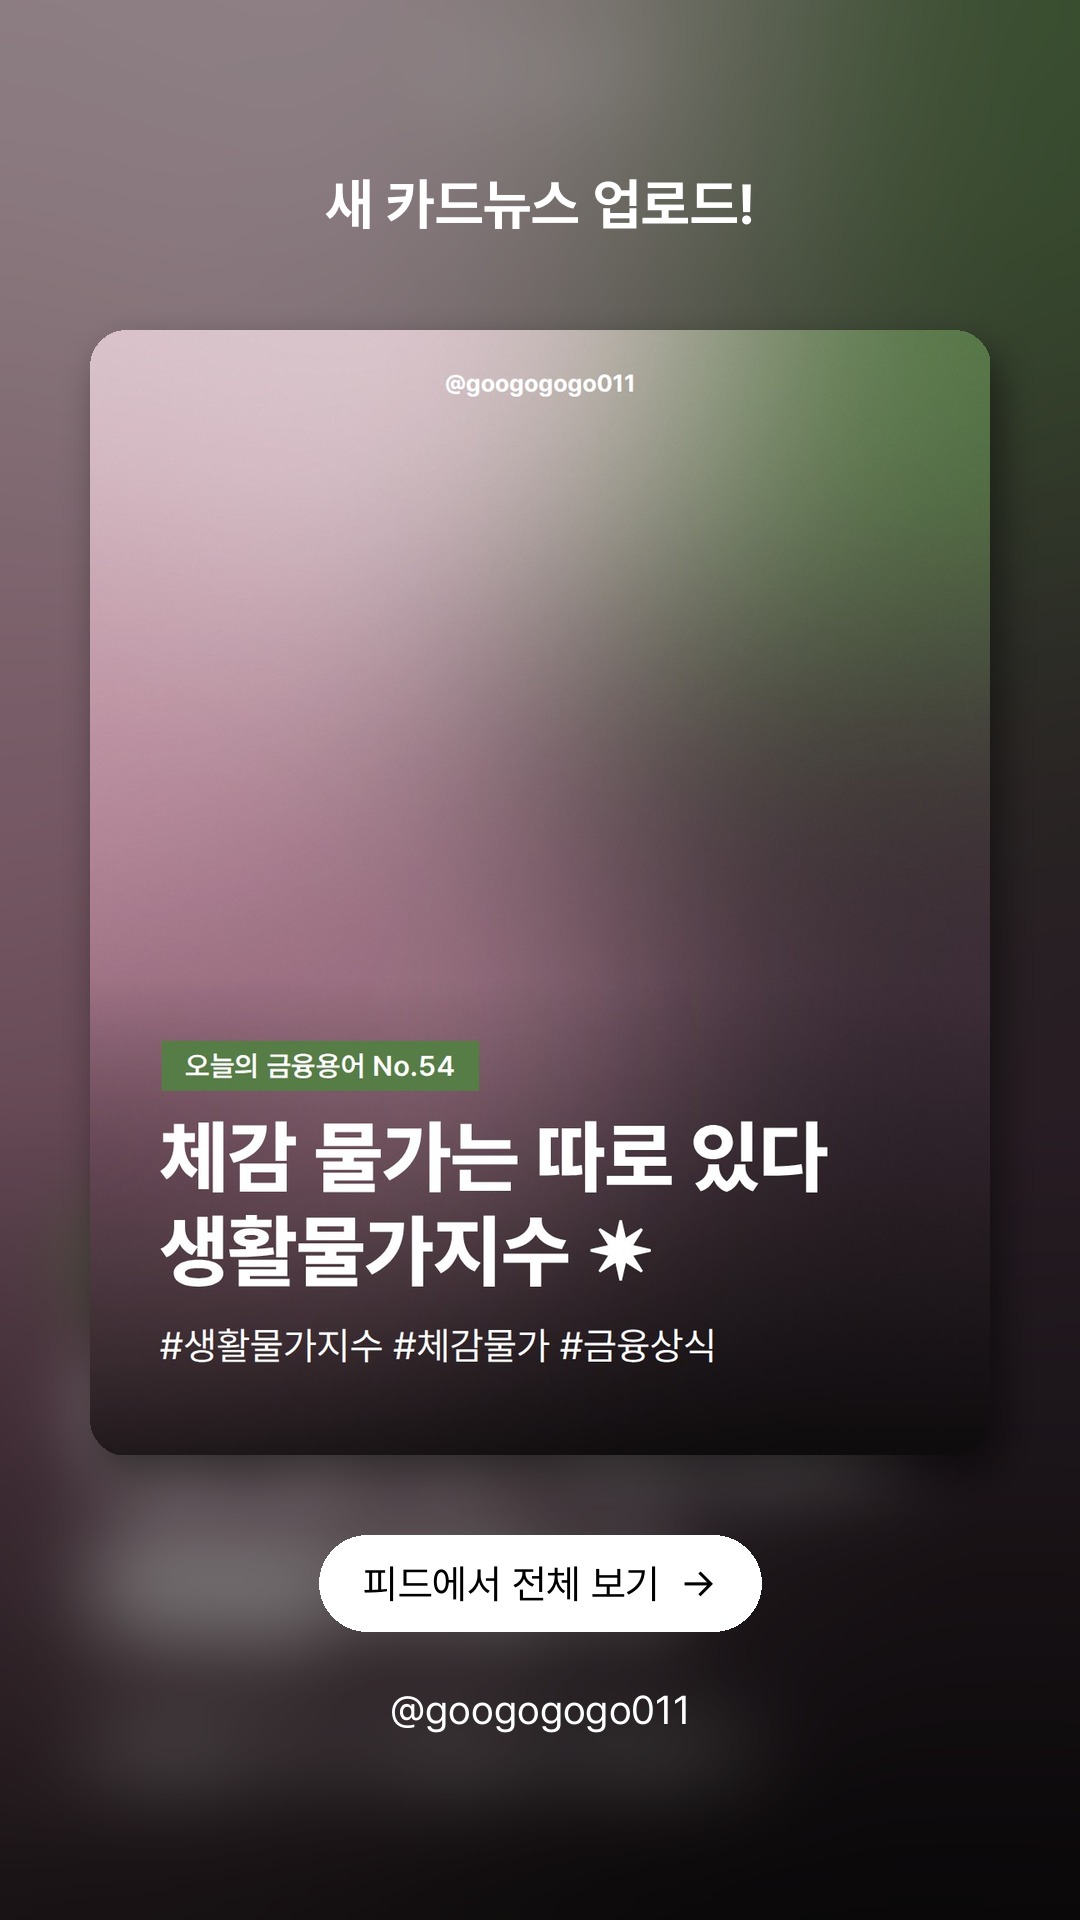 새 카드뉴스 업로드!
@googogogo011
오늘의 금융용어 No.54
체감 물가는 따로 있다
생활물가지수 ✷
#생활물가지수 #체감물가 #금융상식
피드에서 전체 보기 →
@googogogo011